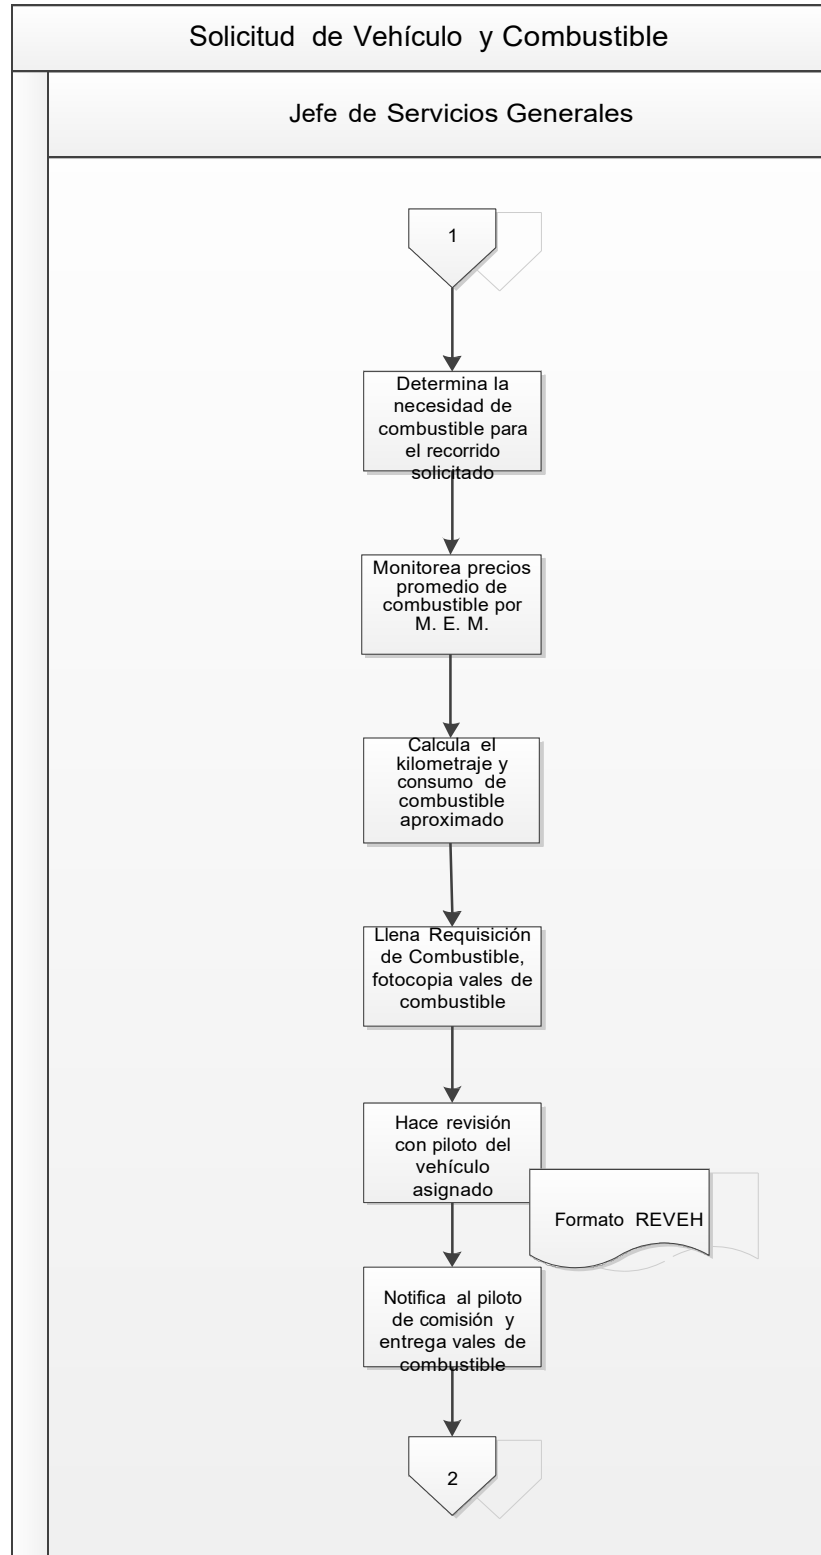 Solicitud de Vehículo y Combustible
Jefe de Servicios Generales
1
Determina la
necesidad de
combustible para
el recorrido
solicitado
Monitorea precios
promedio de
combustible por
M. E. M.
Calcula el
kilometraje y
consumo de
combustible
aproximado
Llena Requisición
de Combustible,
fotocopia vales de
combustible
Hace revisión
con piloto del
vehículo
asignado
Formato REVEH
Notifica al piloto
de comisión y
entrega vales de
combustible
2